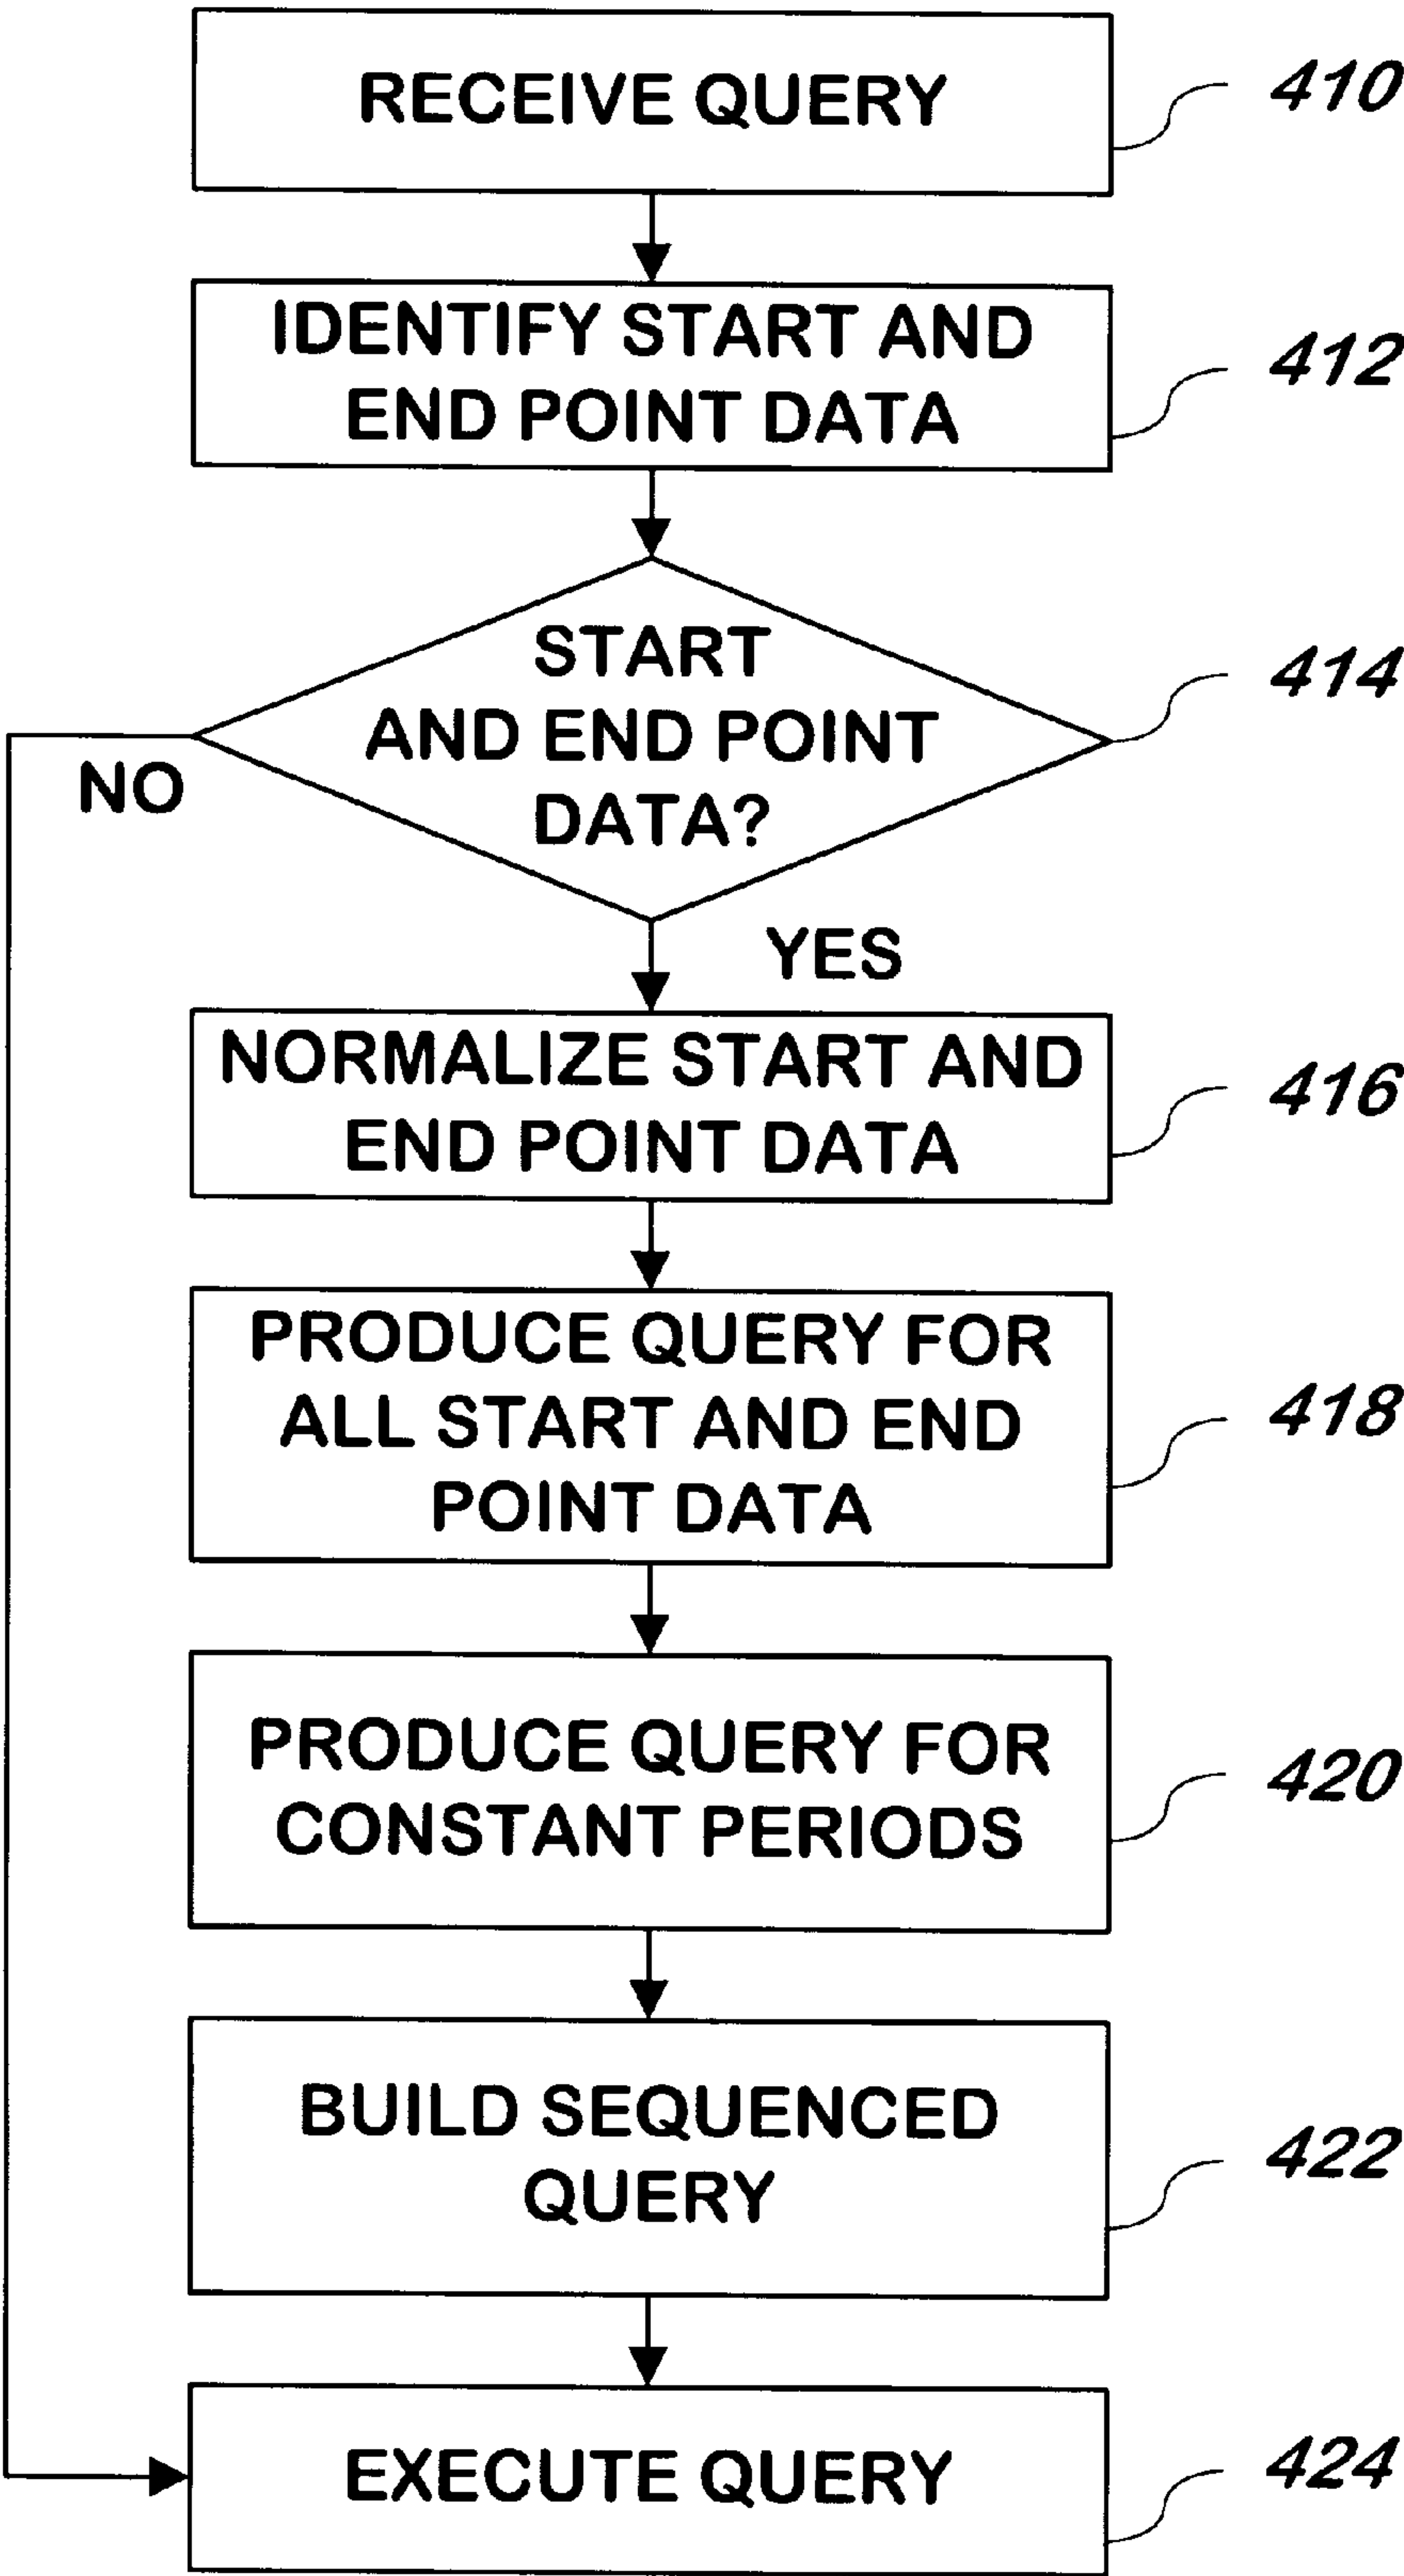 RECEIVE QUERY
410
IDENTIFY START AND
END POINT DATA
412
START
AND END POINT
DATA?
414
NO
YES
NORMALIZE START AND
END POINT DATA
416
PRODUCE QUERY FOR
ALL START AND END
POINT DATA
418
PRODUCE QUERY FOR
CONSTANT PERIODS
420
BUILD SEQUENCED
QUERY
422
EXECUTE QUERY
424